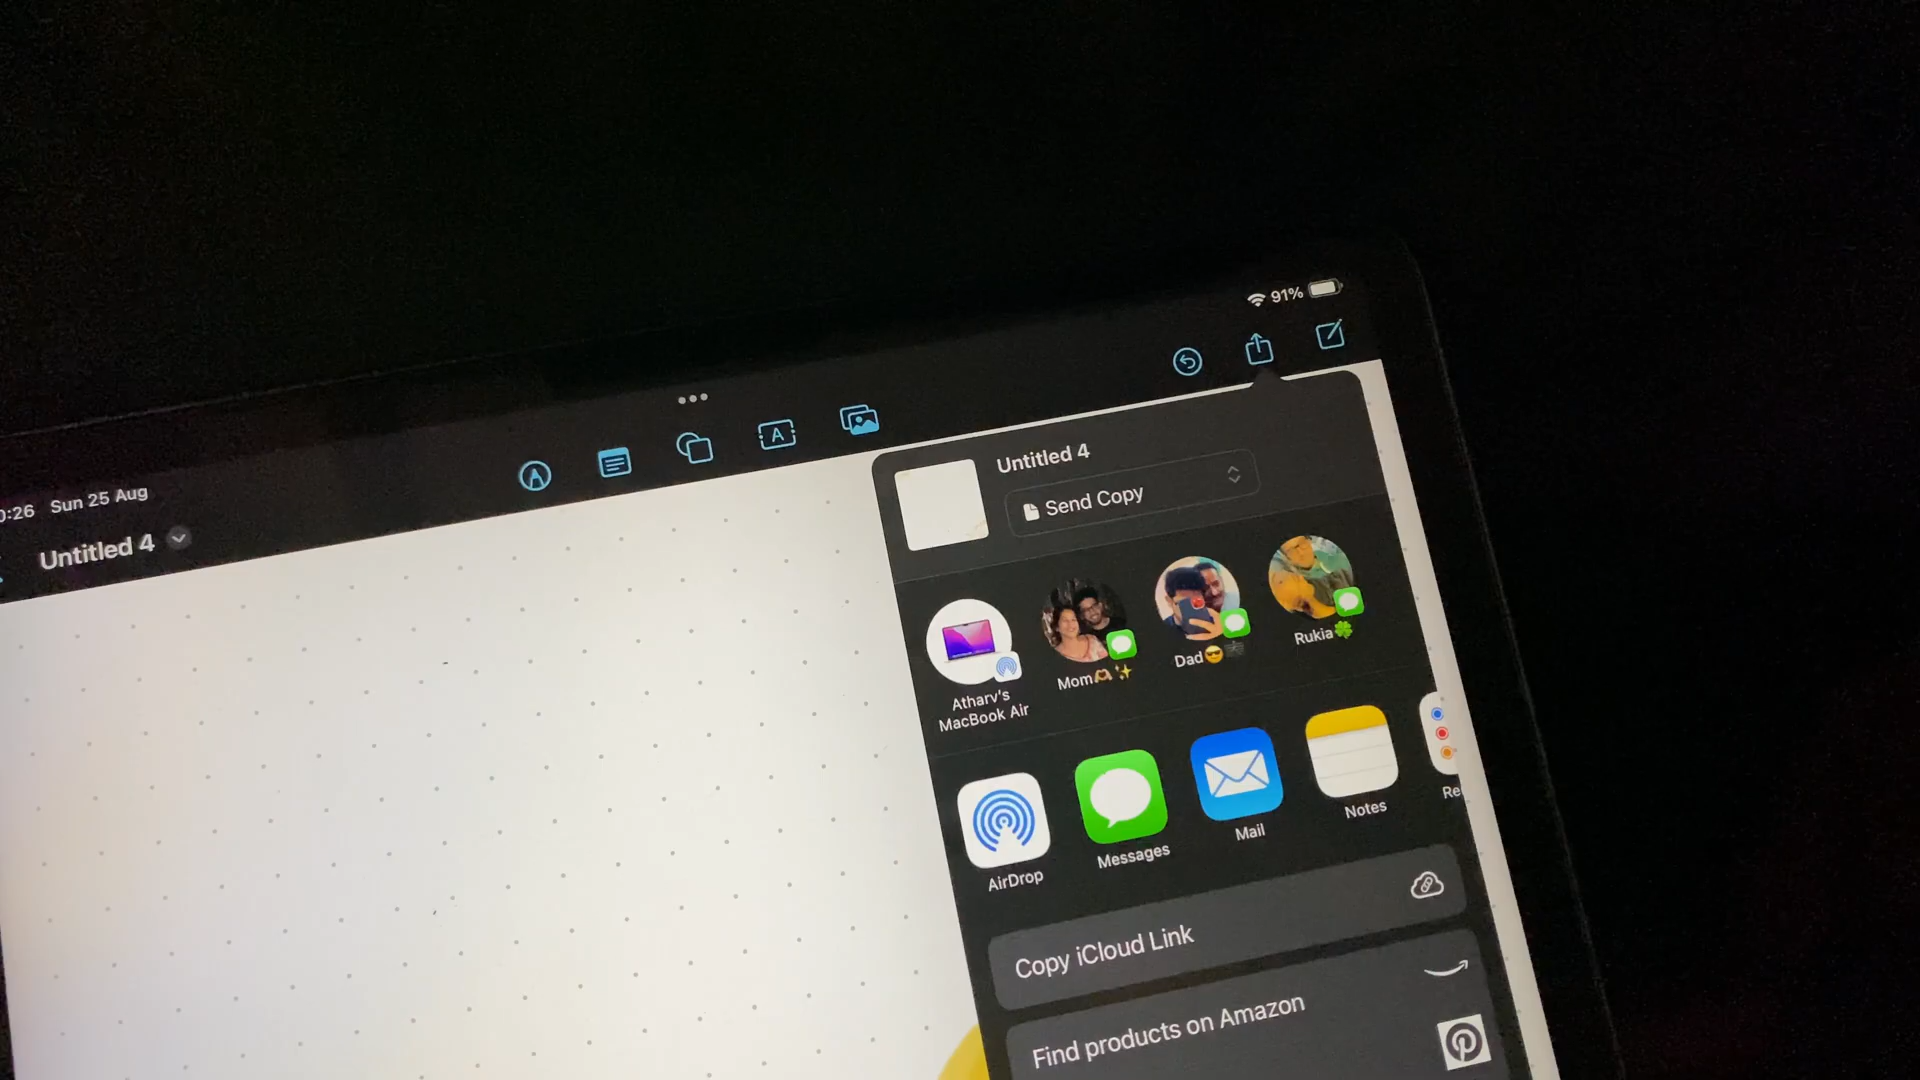 91%
0:26 Sun 25 Aug
Untitled 4
A
Untitled 4
Send Copy
Atharv's
MacBook Air
Mom🫶✨
Dad😎🕷
Rukia🍀
AirDrop
Messages
Mail
Notes
Re
Copy iCloud Link
Find products on Amazon